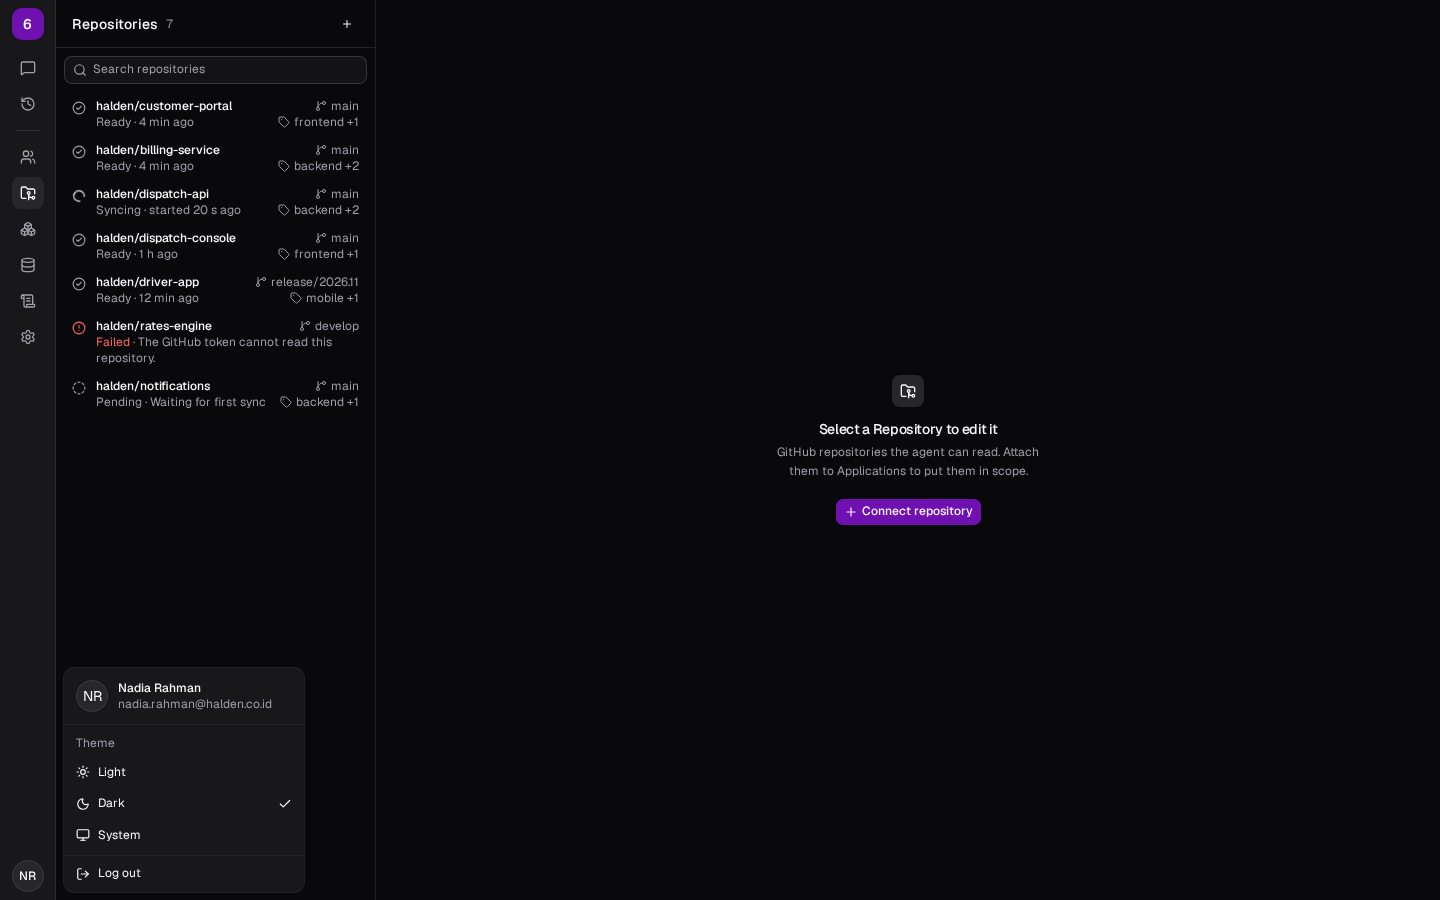 6
Repositories 7
Search repositories
halden/customer-portal main
Ready · 4 min ago frontend +1
halden/billing-service main
Ready · 4 min ago backend +2
halden/dispatch-api main
Syncing · started 20 s ago backend +2
halden/dispatch-console main
Ready · 1 h ago frontend +1
halden/driver-app release/2026.11
Ready · 12 min ago mobile +1
halden/rates-engine develop
Failed · The GitHub token cannot read this
repository.
halden/notifications main
Pending · Waiting for first sync backend +1
Select a Repository to edit it
GitHub repositories the agent can read. Attach
them to Applications to put them in scope.
Connect repository
NR
Nadia Rahman
nadia.rahman@halden.co.id
Theme
Light
Dark
System
Log out
NR